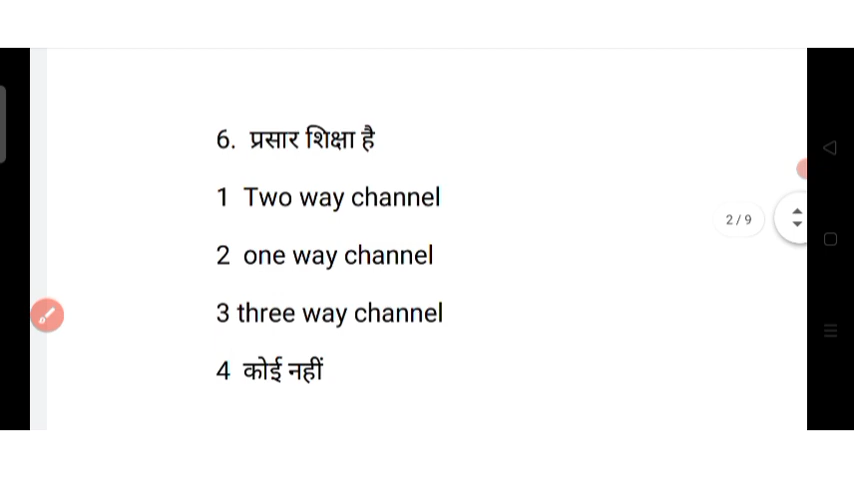 6. प्रसार शिक्षा है
1 Two way channel
2 one way channel
3 three way channel
4 कोई नहीं
2 / 9